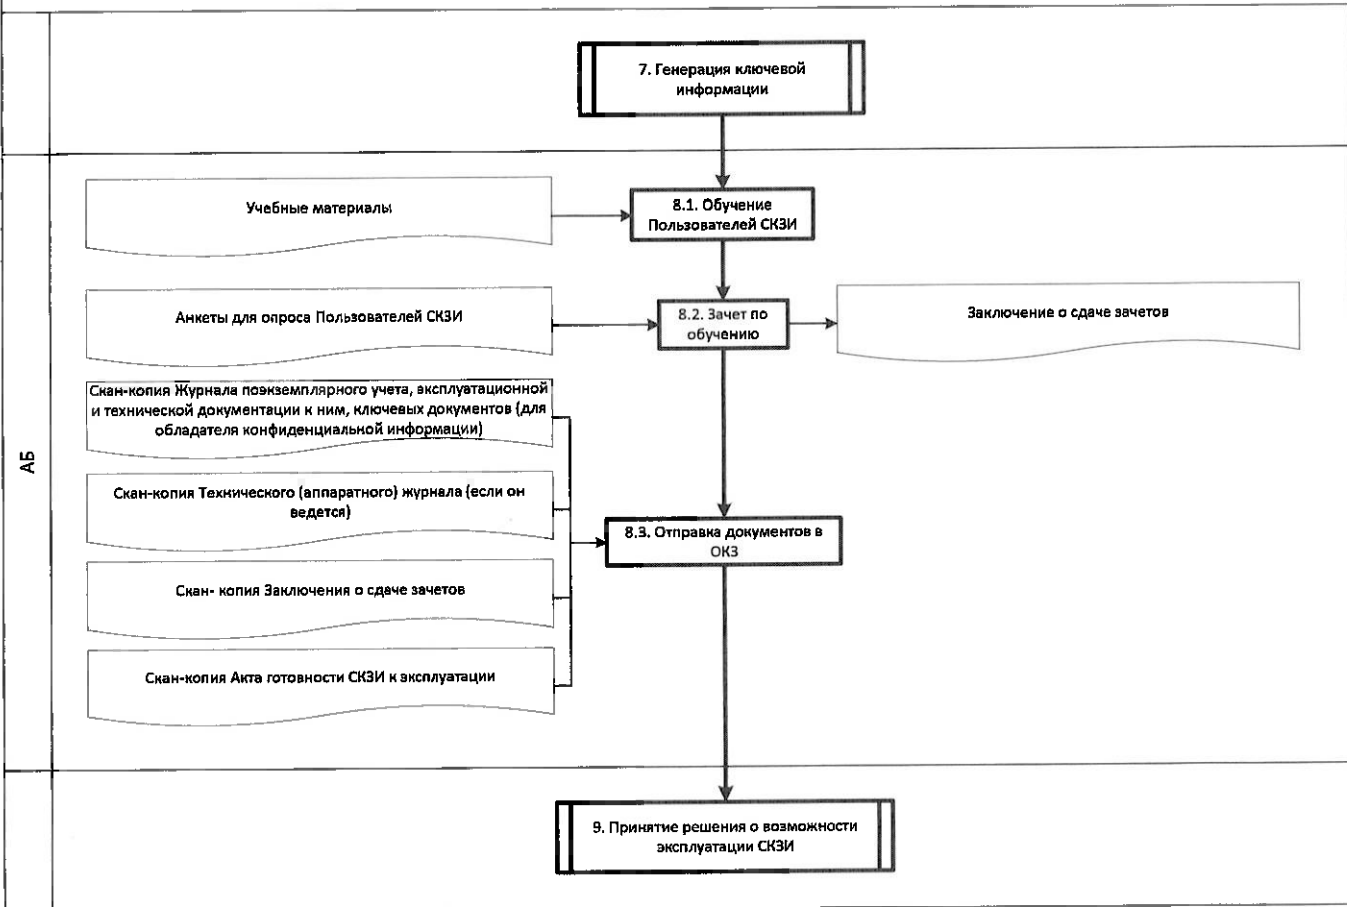 7. Генерация ключевой
информации
АБ
Учебные материалы
8.1. Обучение
Пользователей СКЗИ
Анкеты для опроса Пользователей СКЗИ
8.2. Зачет по
обучению
Заключение о сдаче зачетов
Скан-копия Журнала поэкземплярного учета, эксплуатационной
и технической документации к ним, ключевых документов (для
обладателя конфиденциальной информации)
Скан-копия Технического (аппаратного) журнала (если он
ведется)
8.3. Отправка документов в
ОКЗ
Скан- копия Заключения о сдаче зачетов
Скан-копия Акта готовности СКЗИ к эксплуатации
9. Принятие решения о возможности
эксплуатации СКЗИ